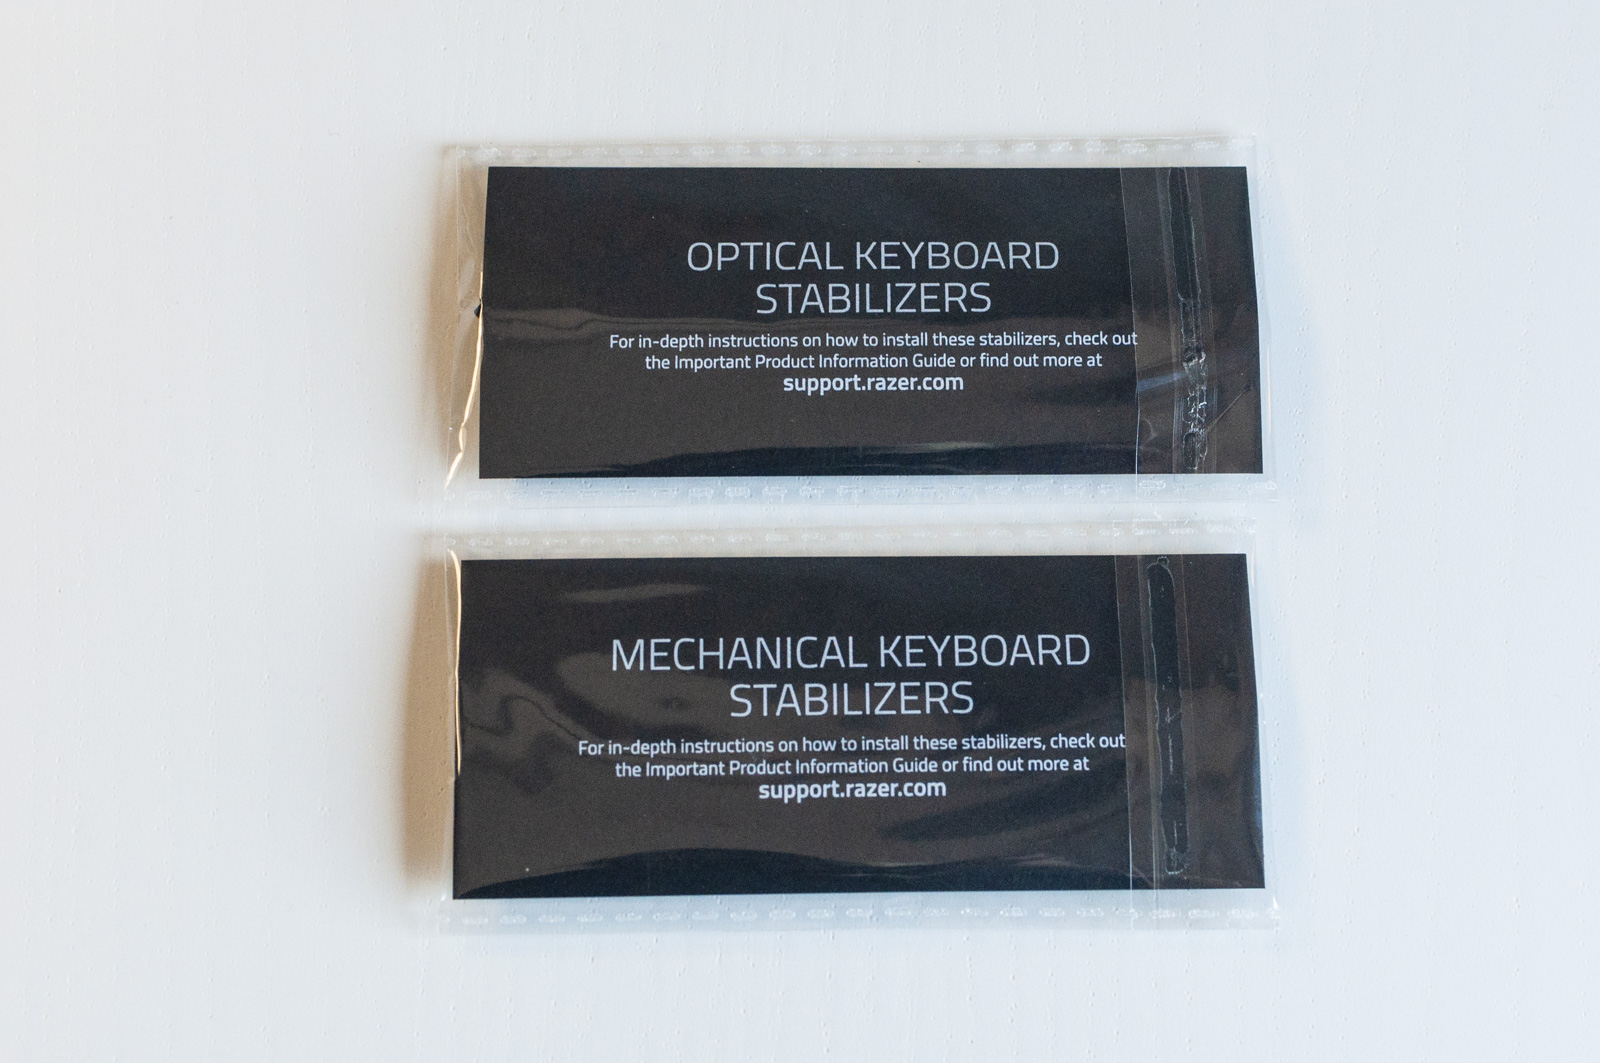 OPTICAL KEYBOARD
STABILIZERS
For in-depth instructions on how to install these stabilizers, check out
the Important Product Information Guide or find out more at
support.razer.com
MECHANICAL KEYBOARD
STABILIZERS
For in-depth instructions on how to install these stabilizers, check out
the Important Product Information Guide or find out more at
support.razer.com